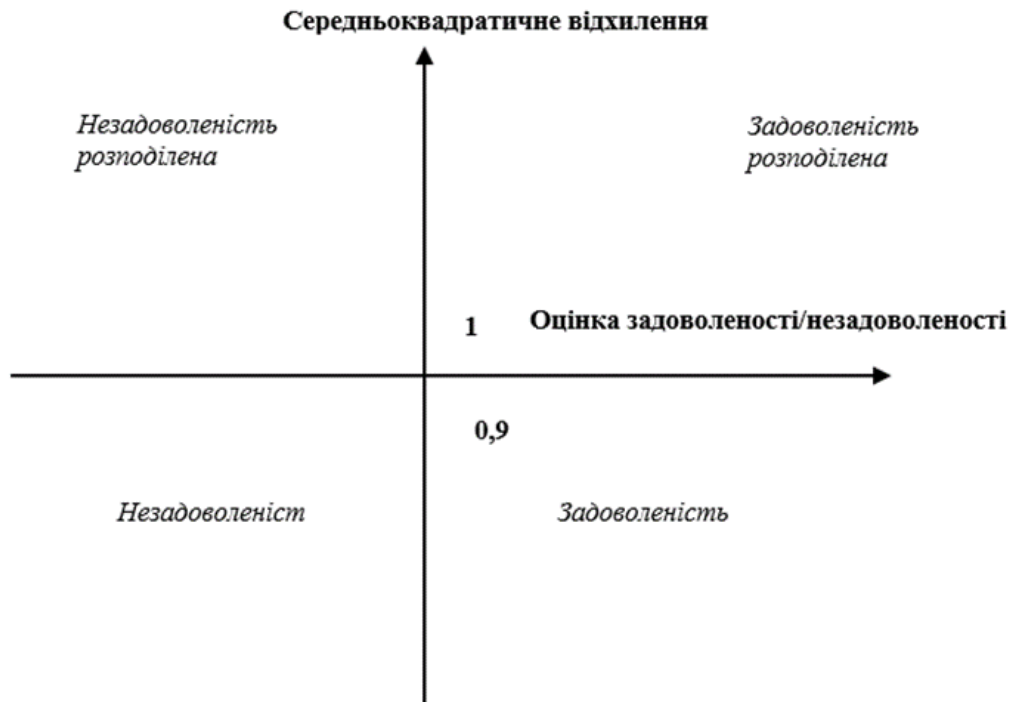 Середньоквадратичне відхилення
Незадоволеність
розподілена
Задоволеність
розподілена
1
Оцінка задоволеності/незадоволеності
0,9
Незадоволеніст
Задоволеність